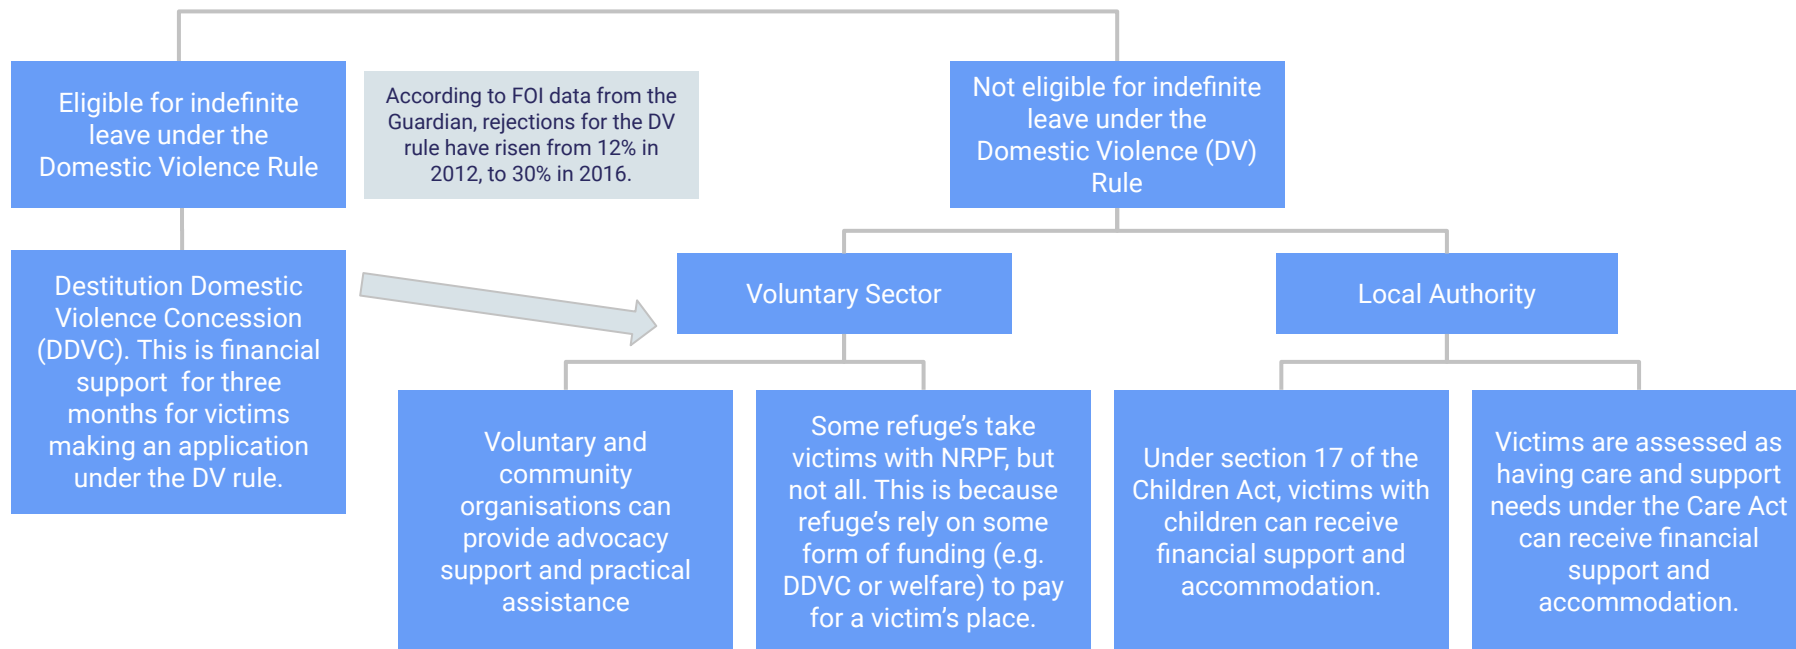 Eligible for indefinite
leave under the
Domestic Violence Rule
According to FOI data from the
Guardian, rejections for the DV
rule have risen from 12% in
2012, to 30% in 2016.
Not eligible for indefinite
leave under the
Domestic Violence (DV)
Rule
Destitution Domestic
Violence Concession
(DDVC). This is financial
support for three
months for victims
making an application
under the DV rule.
Voluntary Sector
Local Authority
Voluntary and
community
organisations can
provide advocacy
support and practical
assistance
Some refuge's take
victims with NRPF, but
not all. This is because
refuge's rely on some
form of funding (e.g.
DDVC or welfare) to pay
for a victim's place.
Under section 17 of the
Children Act, victims with
children can receive
financial support and
accommodation.
Victims are assessed as
having care and support
needs under the Care Act
can receive financial
support and
accommodation.